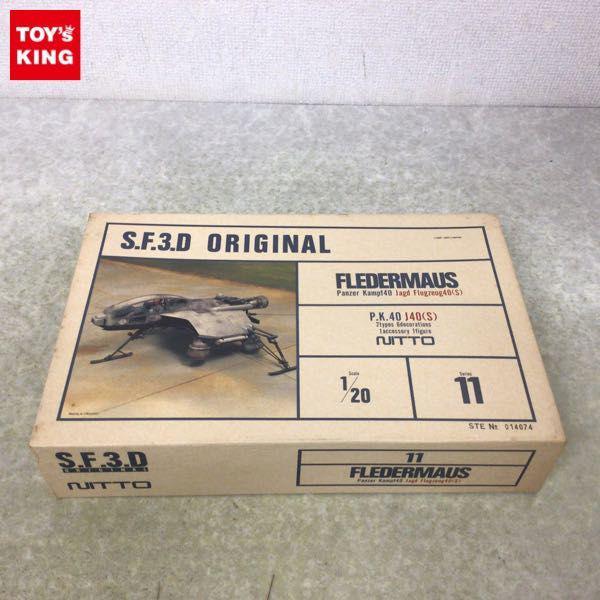 TOY's
KING
S.F.3.D ORIGINAL
FLEDERMAUS
Panzer Kampf40 Jagd Flugzeug40(S)
P.K.40 J40(S)
2types 6decorations
1accessory 1figure
NITTO
Scale
1/20
Series
11
STE № 014074
S.F.3.D
ORIGINAL
NITTO
11
FLEDERMAUS
Panzer Kampf40 Jagd Flugzeug40(S)